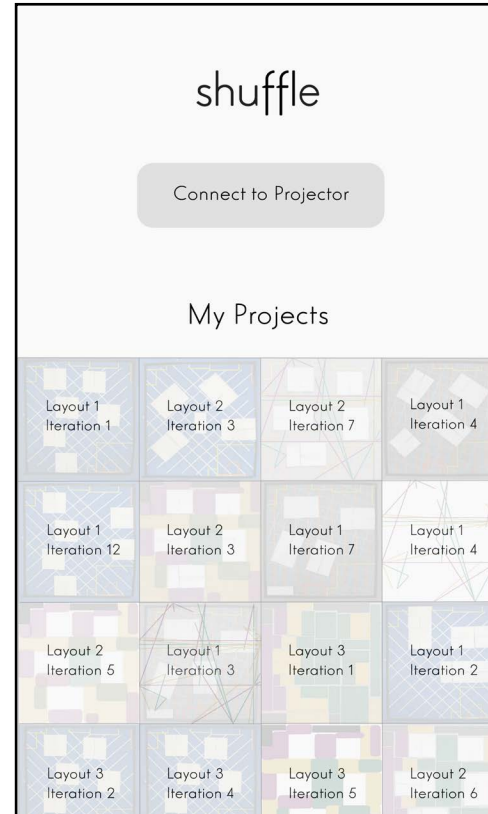 shuffle
Connect to Projector
My Projects
Layout 1
Iteration 1
Layout 2
Iteration 3
Layout 2
Iteration 7
Layout 1
Iteration 4
Layout 1
Iteration 12
Layout 2
Iteration 3
Layout 1
Iteration 7
Layout 1
Iteration 4
Layout 2
Iteration 5
Layout 1
Iteration 3
Layout 3
Iteration 1
Layout 1
Iteration 2
Layout 3
Iteration 2
Layout 3
Iteration 4
Layout 3
Iteration 5
Layout 2
Iteration 6